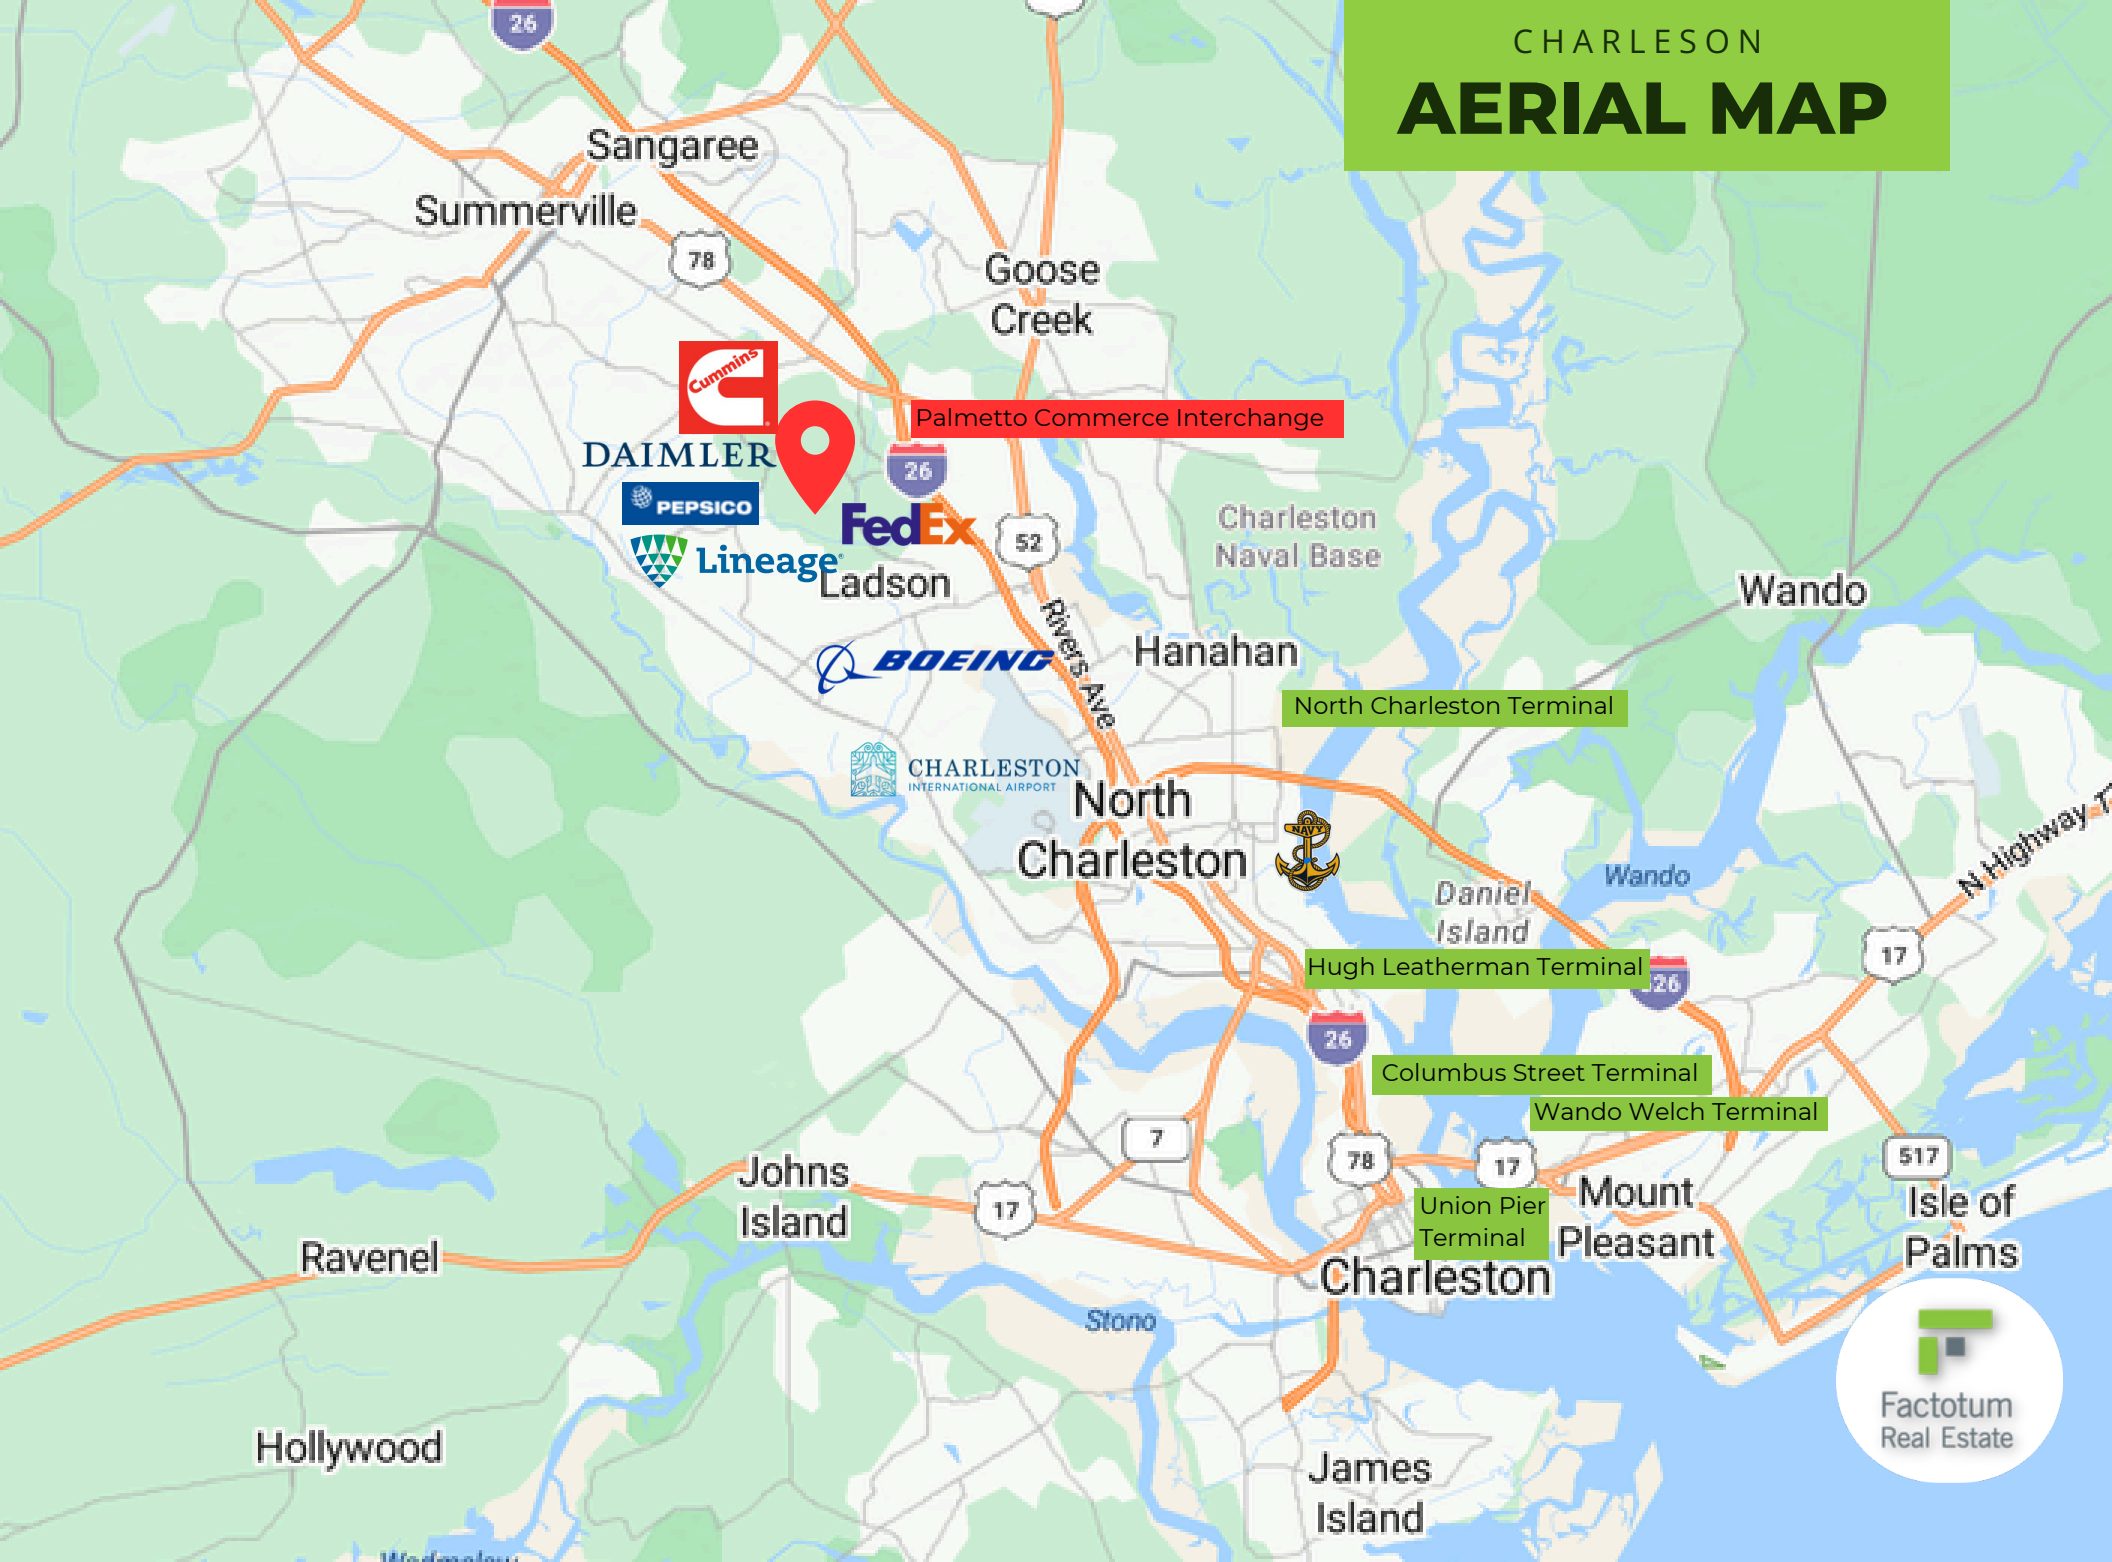 CHARLESON
AERIAL MAP
26
Sangaree
Summerville
78
Goose
Creek
Cummins
Palmetto Commerce Interchange
DAIMLER
26
PEPSICO
FedEx
52
Charleston
Naval Base
Lineage
Ladson
Wando
Rivers Ave
Hanahan
BOEING
North Charleston Terminal
CHARLESTON
INTERNATIONAL AIRPORT
North
Charleston
NAVY
Wando
Daniel
Island
N Highway
17
Hugh Leatherman Terminal
26
26
Columbus Street Terminal
Wando Welch Terminal
7
78
17
517
Johns
Island
17
Union Pier
Terminal
Mount
Pleasant
Isle of
Palms
Ravenel
Charleston
Stono
Factotum
Real Estate
Hollywood
James
Island